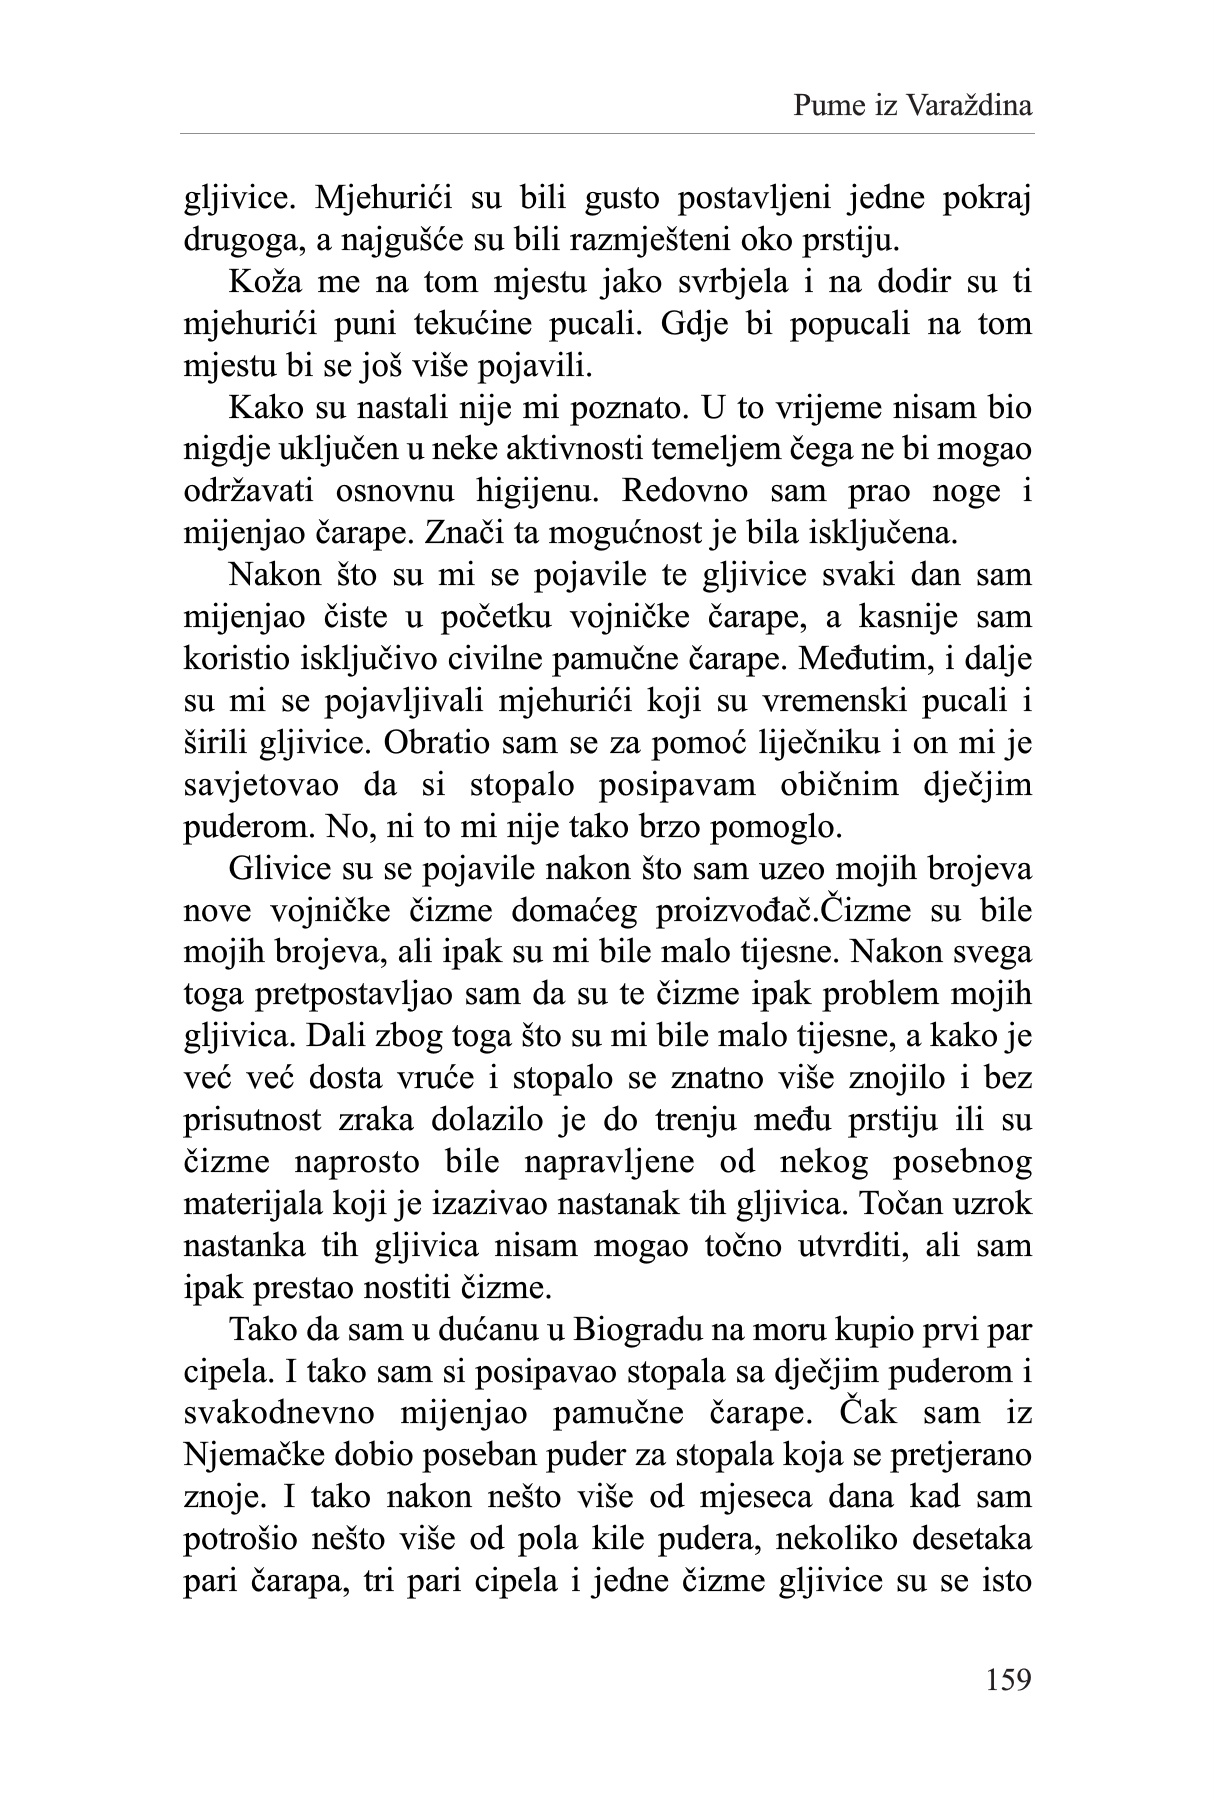 Pume iz Varaždina
gljivice. Mjehurići su bili gusto postavljeni jedne pokraj
drugoga, a najgušće su bili razmješteni oko prstiju.
Koža me na tom mjestu jako svrbjela i na dodir su ti
mjehurići puni tekućine pucali. Gdje bi popucali na tom
mjestu bi se još više pojavili.
Kako su nastali nije mi poznato. U to vrijeme nisam bio
nigdje uključen u neke aktivnosti temeljem čega ne bi mogao
održavati osnovnu higijenu. Redovno sam prao noge i
mijenjao čarape. Znači ta mogućnost je bila isključena.
Nakon što su mi se pojavile te gljivice svaki dan sam
mijenjao čiste u početku vojničke čarape, a kasnije sam
koristio isključivo civilne pamučne čarape. Međutim, i dalje
su mi se pojavljivali mjehurići koji su vremenski pucali i
širili gljivice. Obratio sam se za pomoć liječniku i on mi je
savjetovao da si stopalo posipavam običnim dječjim
puderom. No, ni to mi nije tako brzo pomoglo.
Glivice su se pojavile nakon što sam uzeo mojih brojeva
nove vojničke čizme domaćeg proizvođač.Čizme su bile
mojih brojeva, ali ipak su mi bile malo tijesne. Nakon svega
toga pretpostavljao sam da su te čizme ipak problem mojih
gljivica. Dali zbog toga što su mi bile malo tijesne, a kako je
već već dosta vruće i stopalo se znatno više znojilo i bez
prisutnost zraka dolazilo je do trenju među prstiju ili su
čizme naprosto bile napravljene od nekog posebnog
materijala koji je izazivao nastanak tih gljivica. Točan uzrok
nastanka tih gljivica nisam mogao točno utvrditi, ali sam
ipak prestao nostiti čizme.
Tako da sam u dućanu u Biogradu na moru kupio prvi par
cipela. I tako sam si posipavao stopala sa dječjim puderom i
svakodnevno mijenjao pamučne čarape. Čak sam iz
Njemačke dobio poseban puder za stopala koja se pretjerano
znoje. I tako nakon nešto više od mjeseca dana kad sam
potrošio nešto više od pola kile pudera, nekoliko desetaka
pari čarapa, tri pari cipela i jedne čizme gljivice su se isto
159